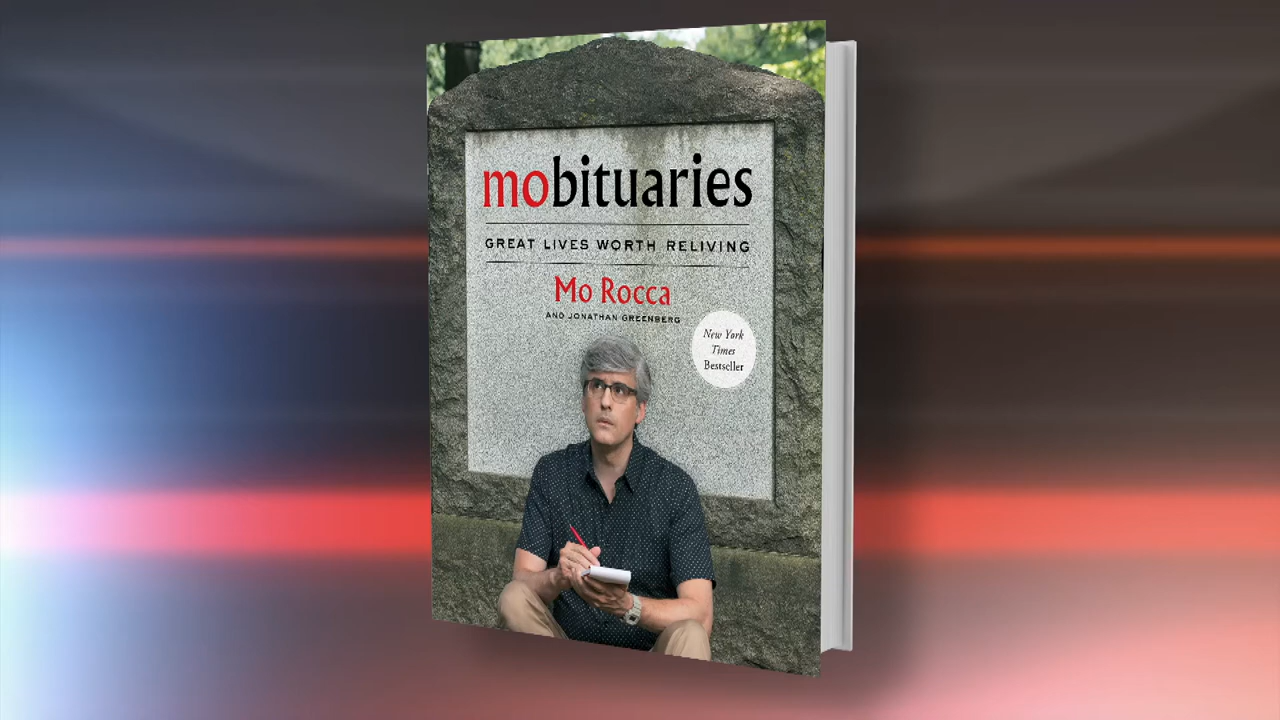 mobituaries
GREAT LIVES WORTH RELIVING
Mo Rocca
AND JONATHAN GREENBERG
New York
Times
Bestseller